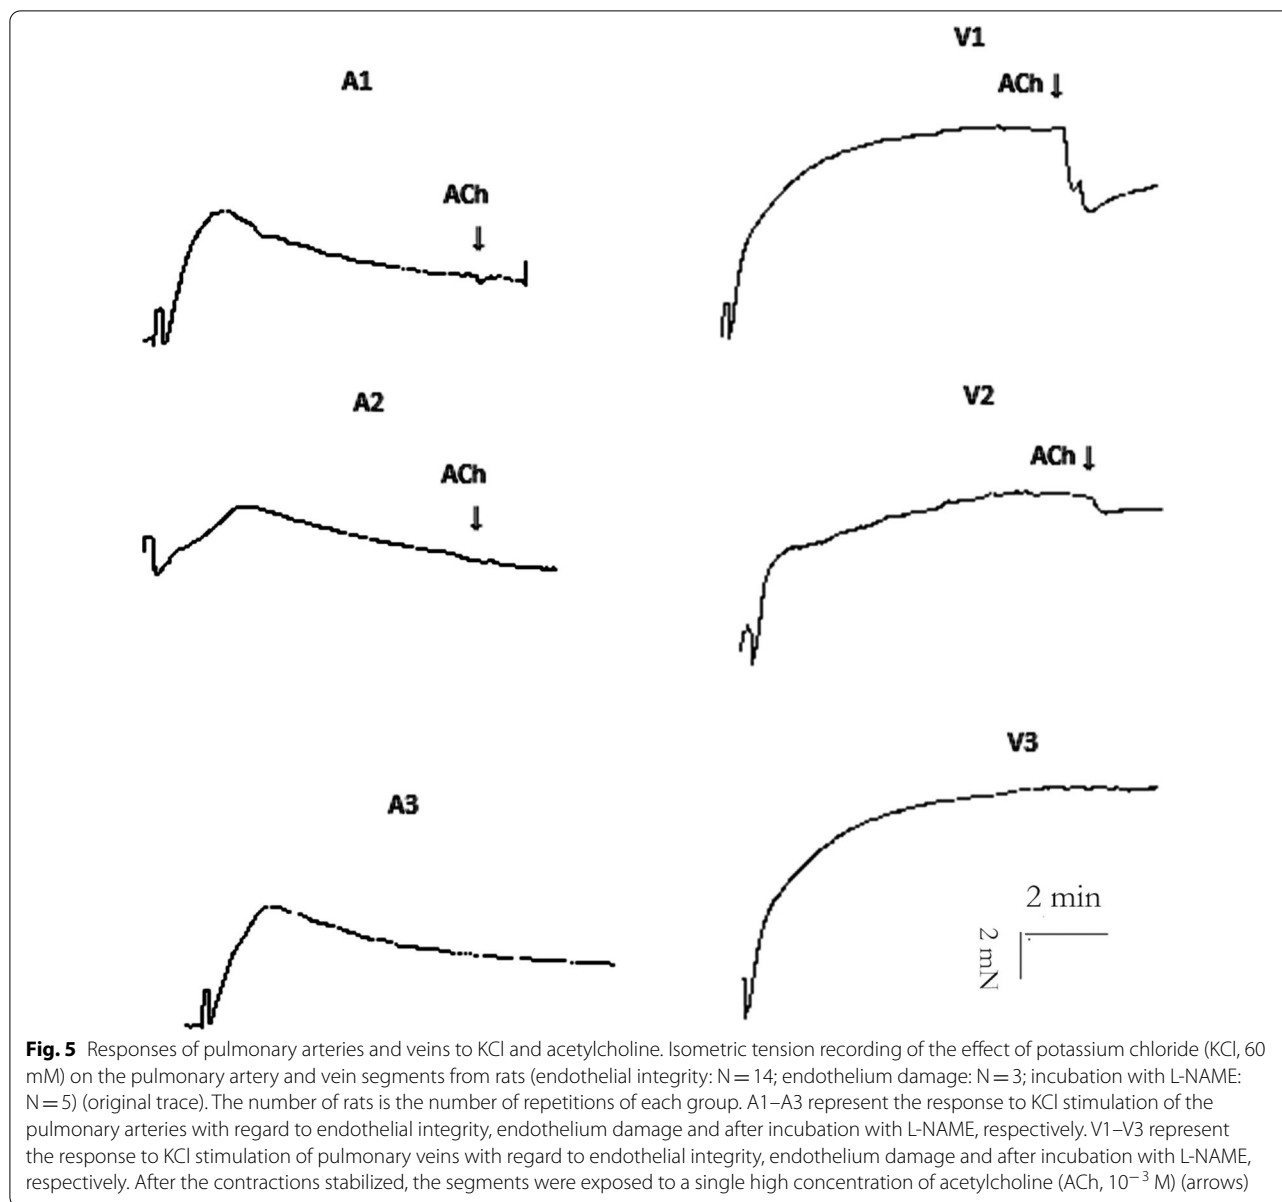 A1
V1
ACh ↓
ACh
↓
A2
V2
ACh
↓
ACh ↓
A3
V3
2 min
2 mN
Fig. 5 Responses of pulmonary arteries and veins to KCl and acetylcholine. Isometric tension recording of the effect of potassium chloride (KCl, 60
mM) on the pulmonary artery and vein segments from rats (endothelial integrity: N = 14; endothelium damage: N = 3; incubation with L-NAME:
N = 5) (original trace). The number of rats is the number of repetitions of each group. A1–A3 represent the response to KCl stimulation of the
pulmonary arteries with regard to endothelial integrity, endothelium damage and after incubation with L-NAME, respectively. V1–V3 represent
the response to KCl stimulation of pulmonary veins with regard to endothelial integrity, endothelium damage and after incubation with L-NAME,
respectively. After the contractions stabilized, the segments were exposed to a single high concentration of acetylcholine (ACh, 10⁻³ M) (arrows)